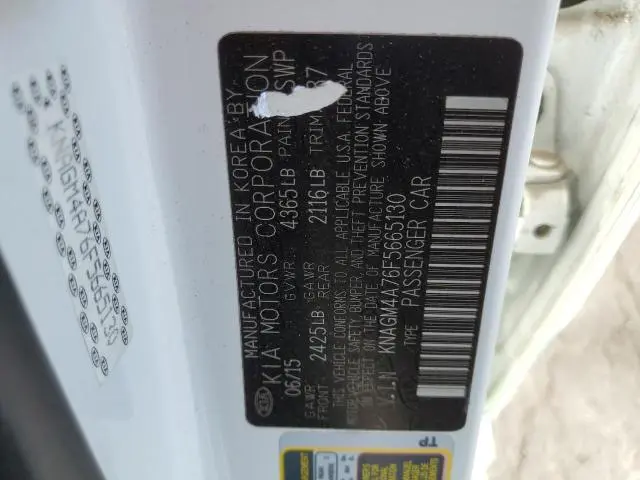 MANUFACTURED IN KOREA BY
KIA MOTORS CORPORATION
06/15 GVWR 4365LB PAINT SWP
GAWR FRONT 2425LB GAWR REAR 2116LB TRIM 87
THIS VEHICLE CONFORMS TO ALL APPLICABLE U.S.A. FEDERAL
MOTOR VEHICLE SAFETY, BUMPER, AND THEFT PREVENTION STANDARDS
IN EFFECT ON THE DATE OF MANUFACTURE SHOWN ABOVE
V.I.N KNAGM4A76F5665130
TYPE PASSENGER CAR
KIA
KNAGM4A76F5665130
TP